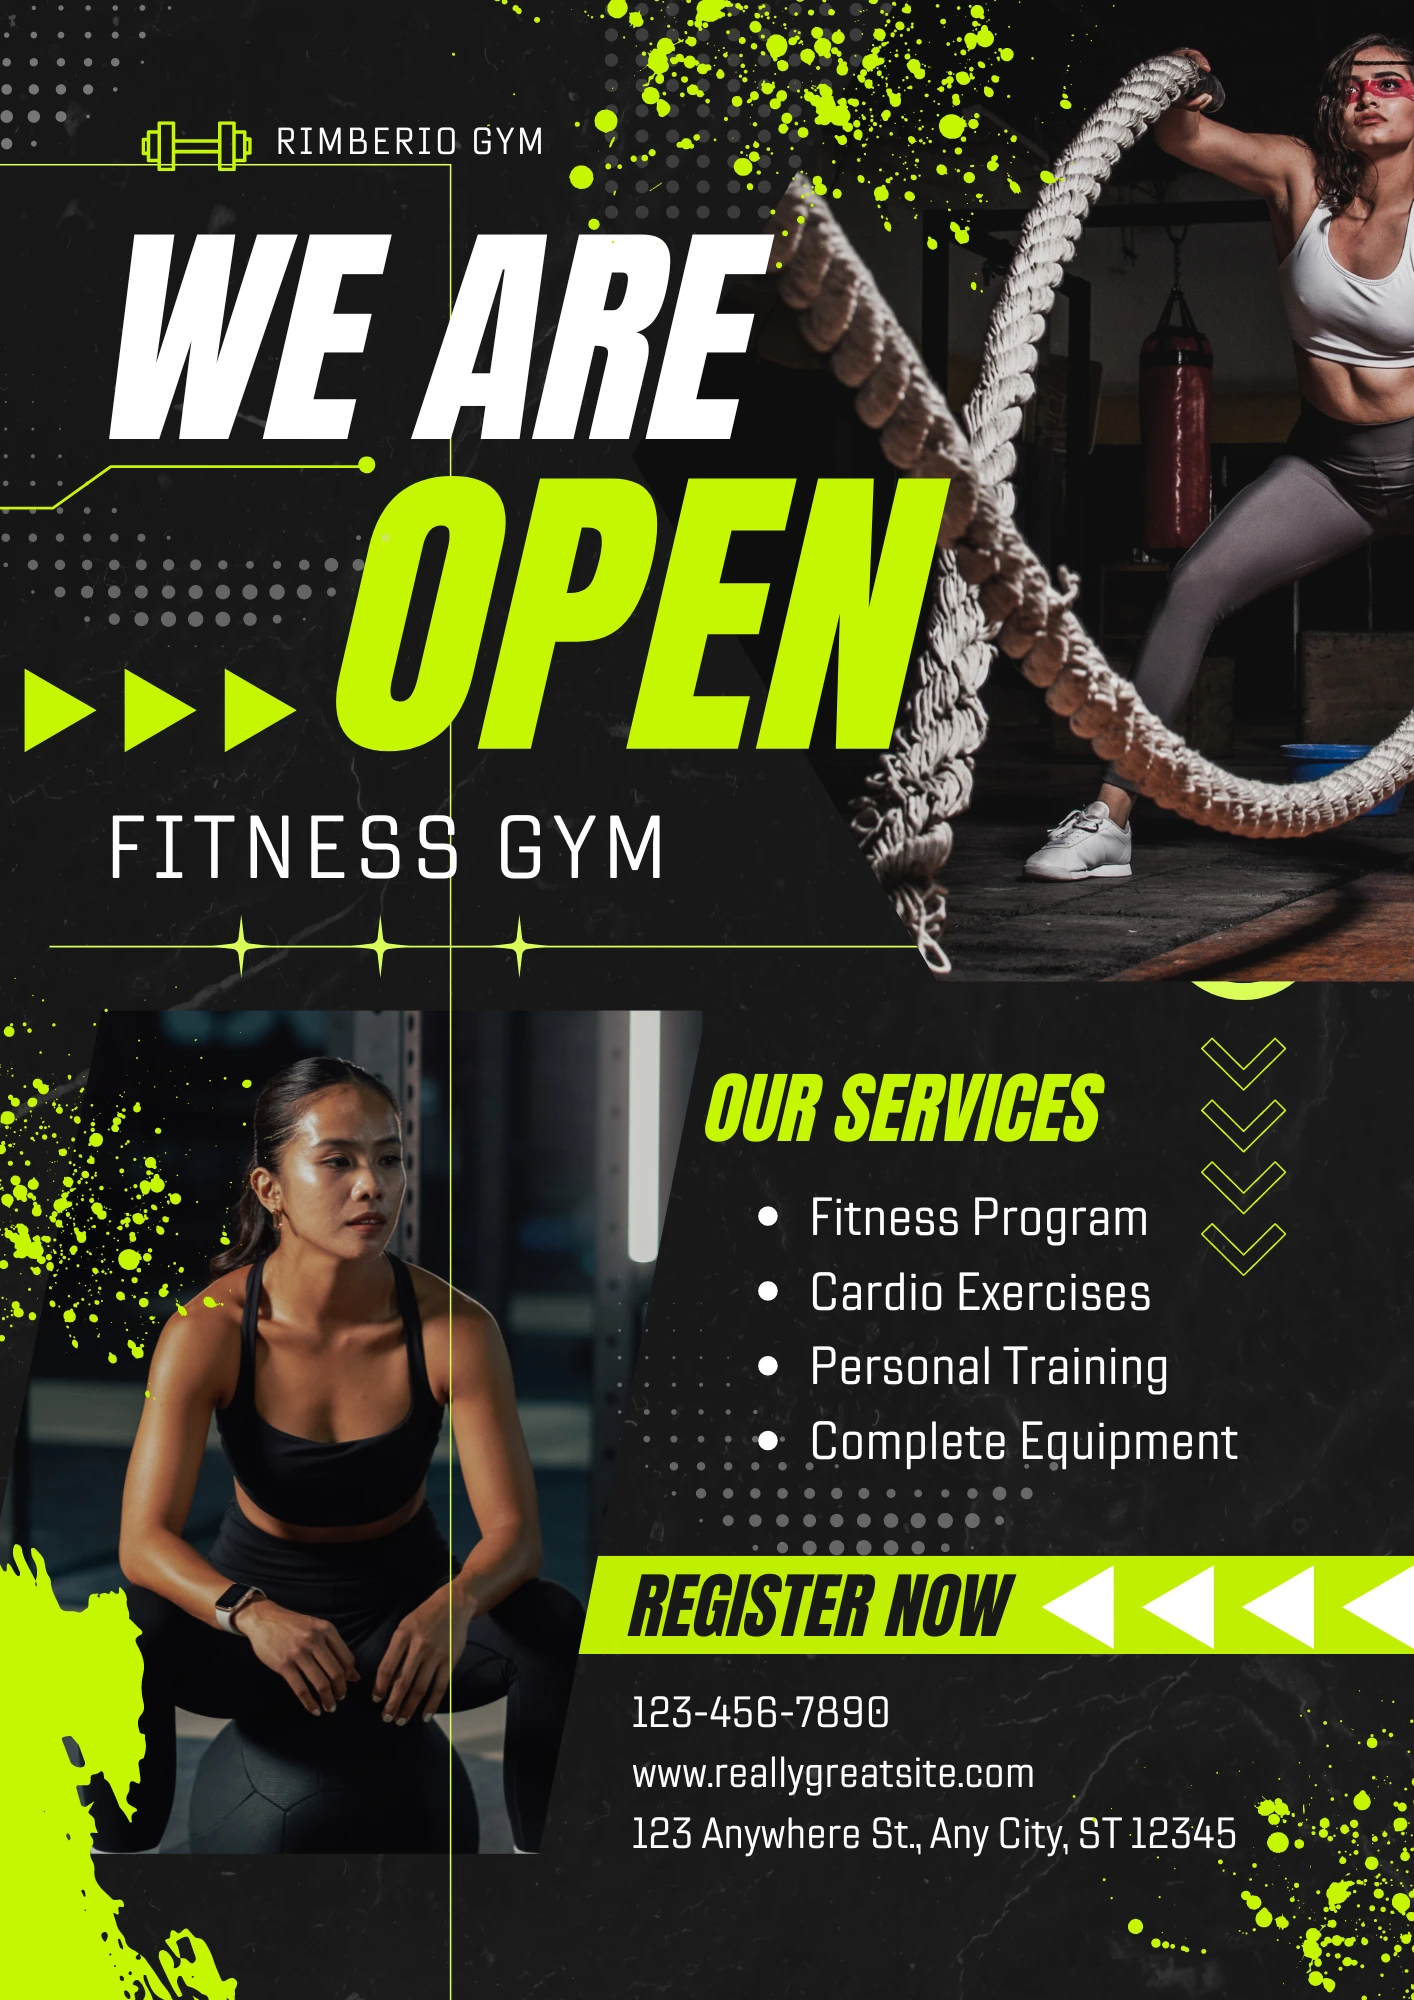 RIMBERIO GYM
WE ARE
OPEN
FITNESS GYM
OUR SERVICES
Fitness Program
Cardio Exercises
Personal Training
Complete Equipment
REGISTER NOW
123-456-7890
www.reallygreatsite.com
123 Anywhere St., Any City, ST 12345